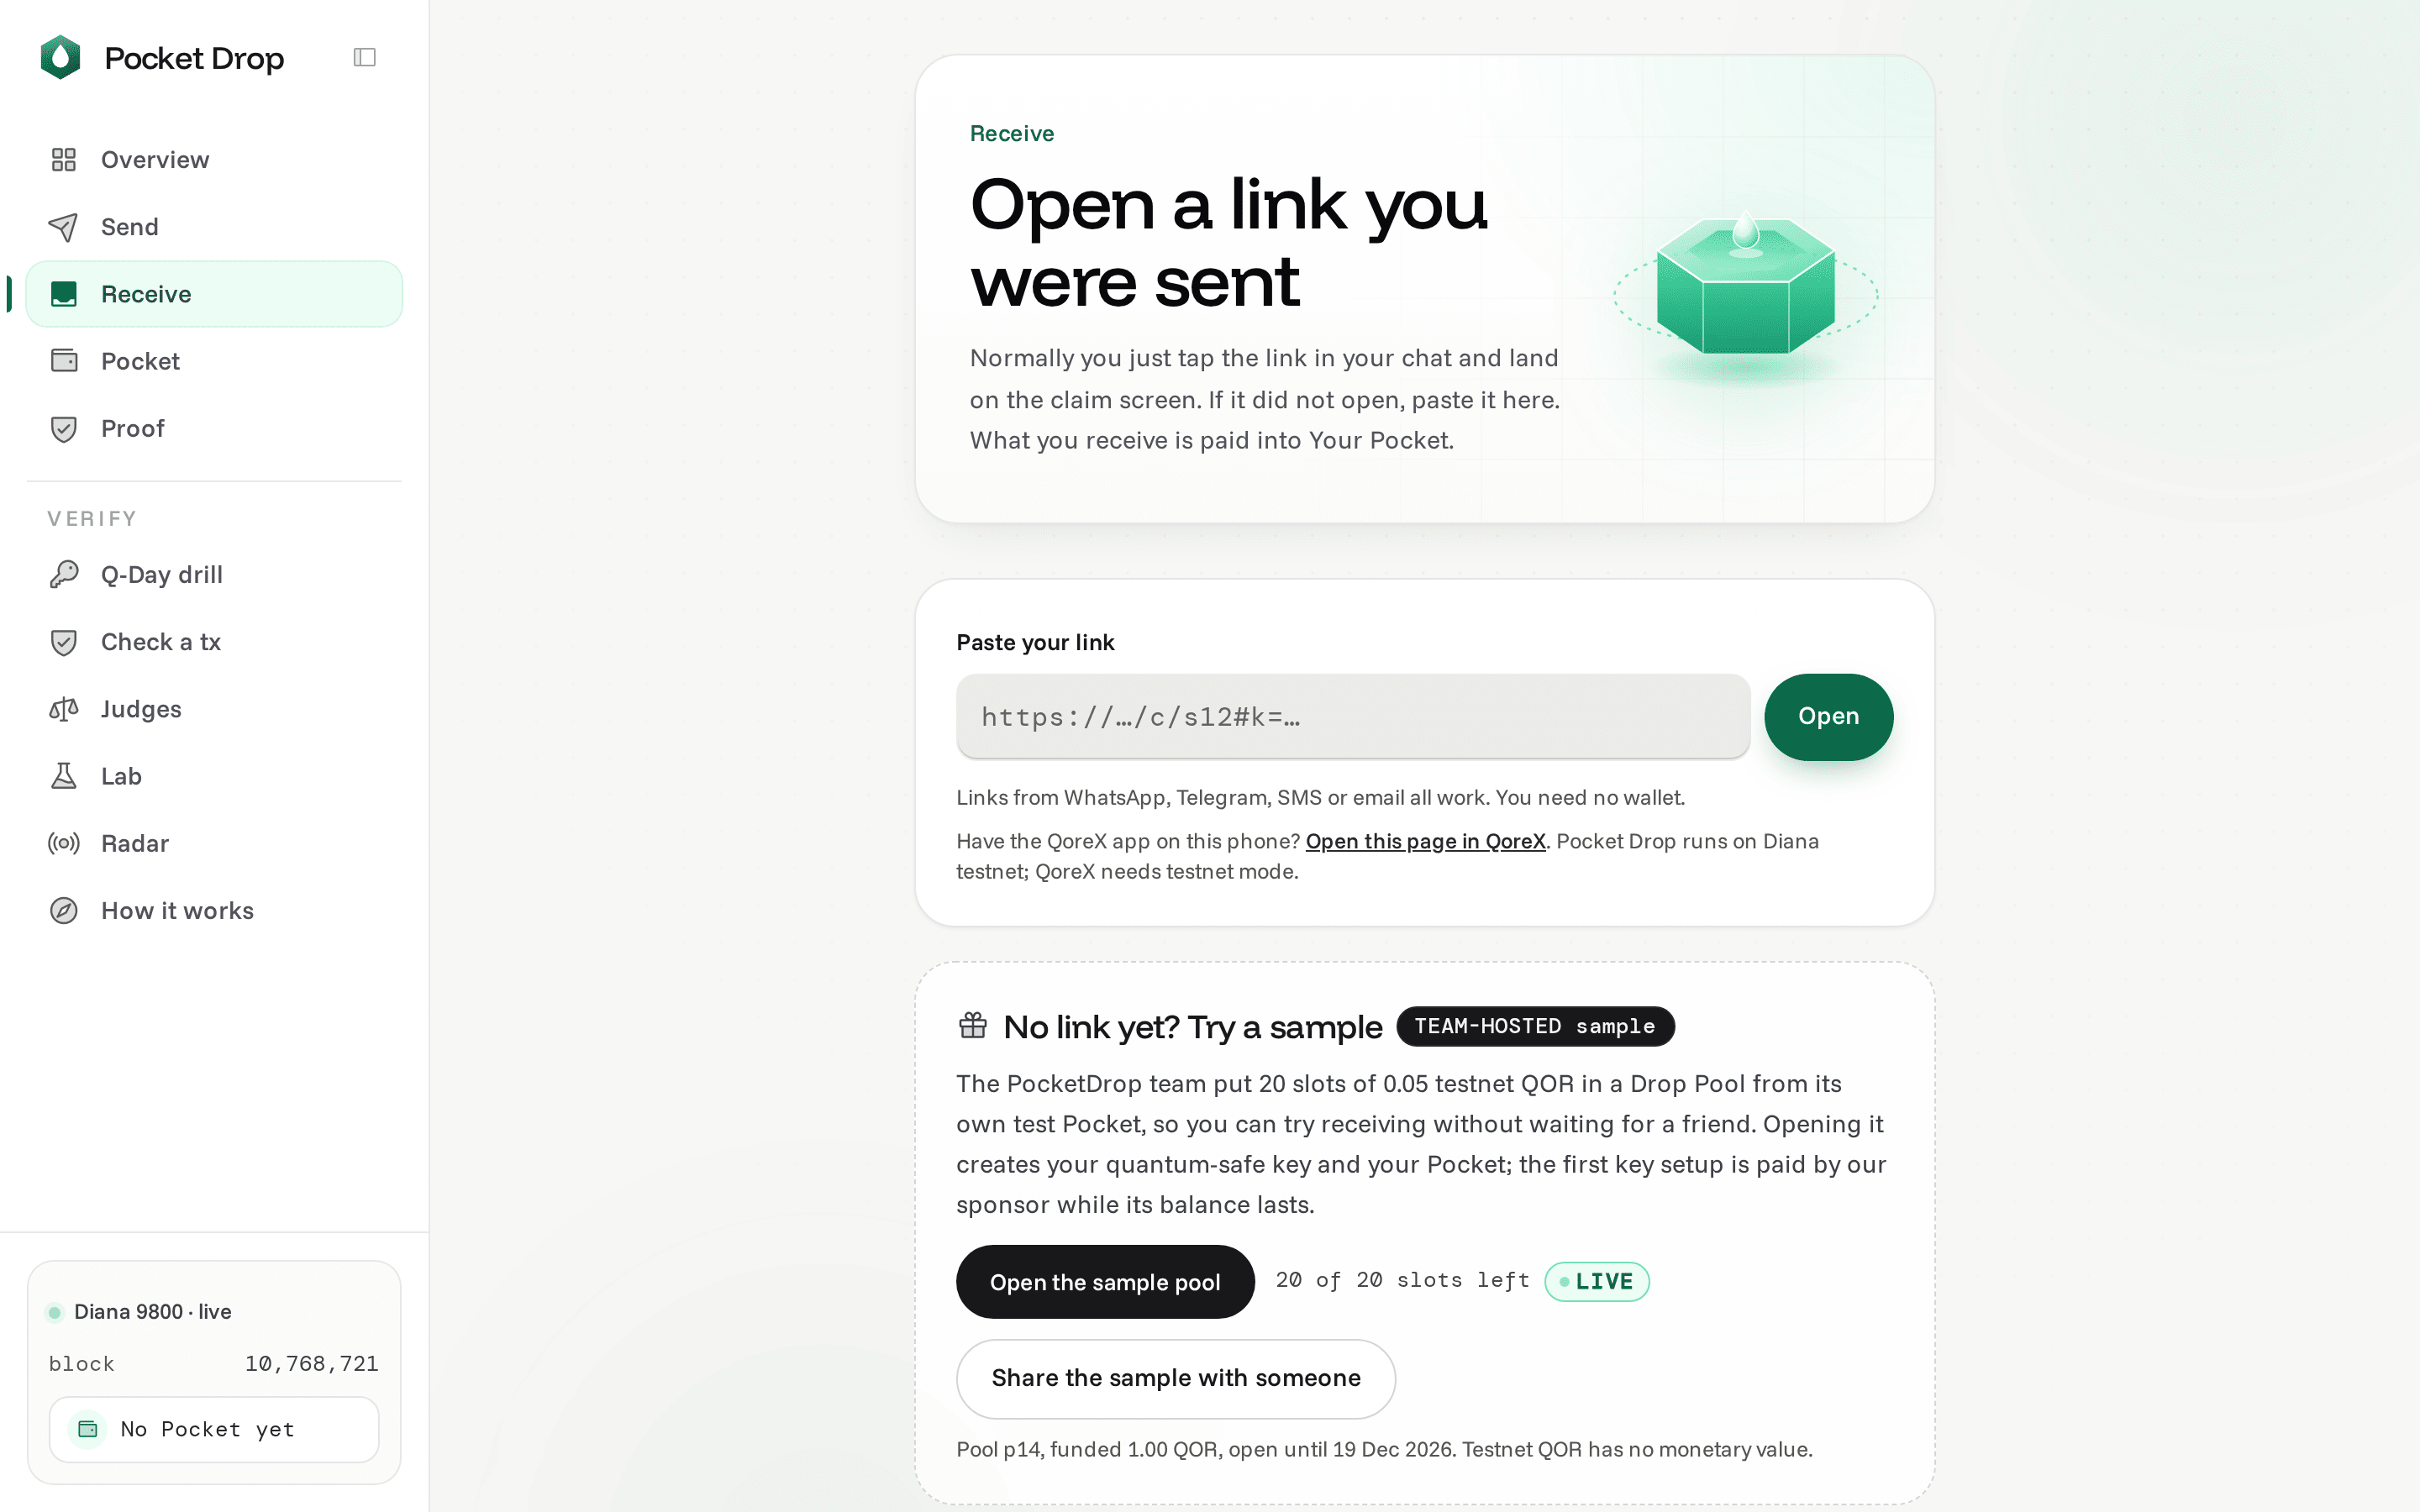 Pocket Drop
Overview
Send
Receive
Pocket
Proof
VERIFY
Q-Day drill
Check a tx
Judges
Lab
Radar
How it works
Diana 9800 · live
block 10,768,721
No Pocket yet
Receive
Open a link you
were sent
Normally you just tap the link in your chat and land
on the claim screen. If it did not open, paste it here.
What you receive is paid into Your Pocket.
Paste your link
https://…/c/s12#k=…
Open
Links from WhatsApp, Telegram, SMS or email all work. You need no wallet.
Have the QoreX app on this phone? Open this page in QoreX. Pocket Drop runs on Diana
testnet; QoreX needs testnet mode.
No link yet? Try a sample TEAM-HOSTED sample
The PocketDrop team put 20 slots of 0.05 testnet QOR in a Drop Pool from its
own test Pocket, so you can try receiving without waiting for a friend. Opening it
creates your quantum-safe key and your Pocket; the first key setup is paid by our
sponsor while its balance lasts.
Open the sample pool 20 of 20 slots left LIVE
Share the sample with someone
Pool p14, funded 1.00 QOR, open until 19 Dec 2026. Testnet QOR has no monetary value.